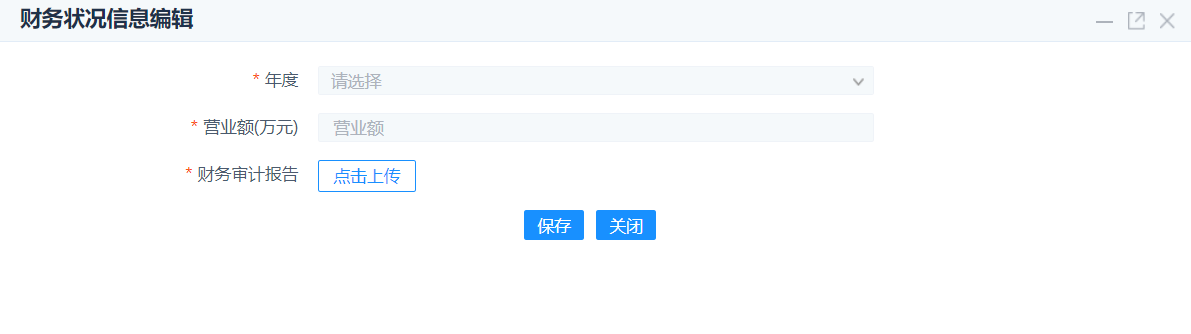 财务状况信息编辑
* 年度 请选择
* 营业额(万元) 营业额
* 财务审计报告 点击上传
保存 关闭